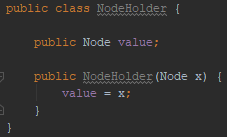 public class NodeHolder {
public Node value;
public NodeHolder(Node x) {
value = x;
}
}